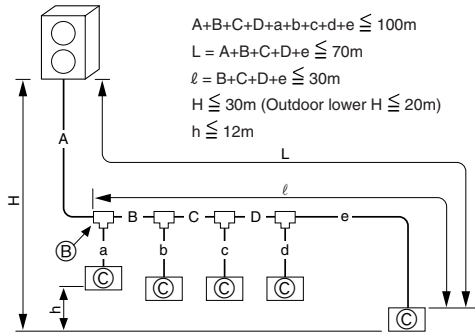 A+B+C+D+a+b+c+d+e ≦ 100m
L = A+B+C+D+e ≦ 70m
ℓ = B+C+D+e ≦ 30m
H ≦ 30m (Outdoor lower H ≦ 20m)
h ≦ 12m
A
L
H
ℓ
B C D e
Ⓑ
a b c d
Ⓒ Ⓒ Ⓒ Ⓒ
h
Ⓒ